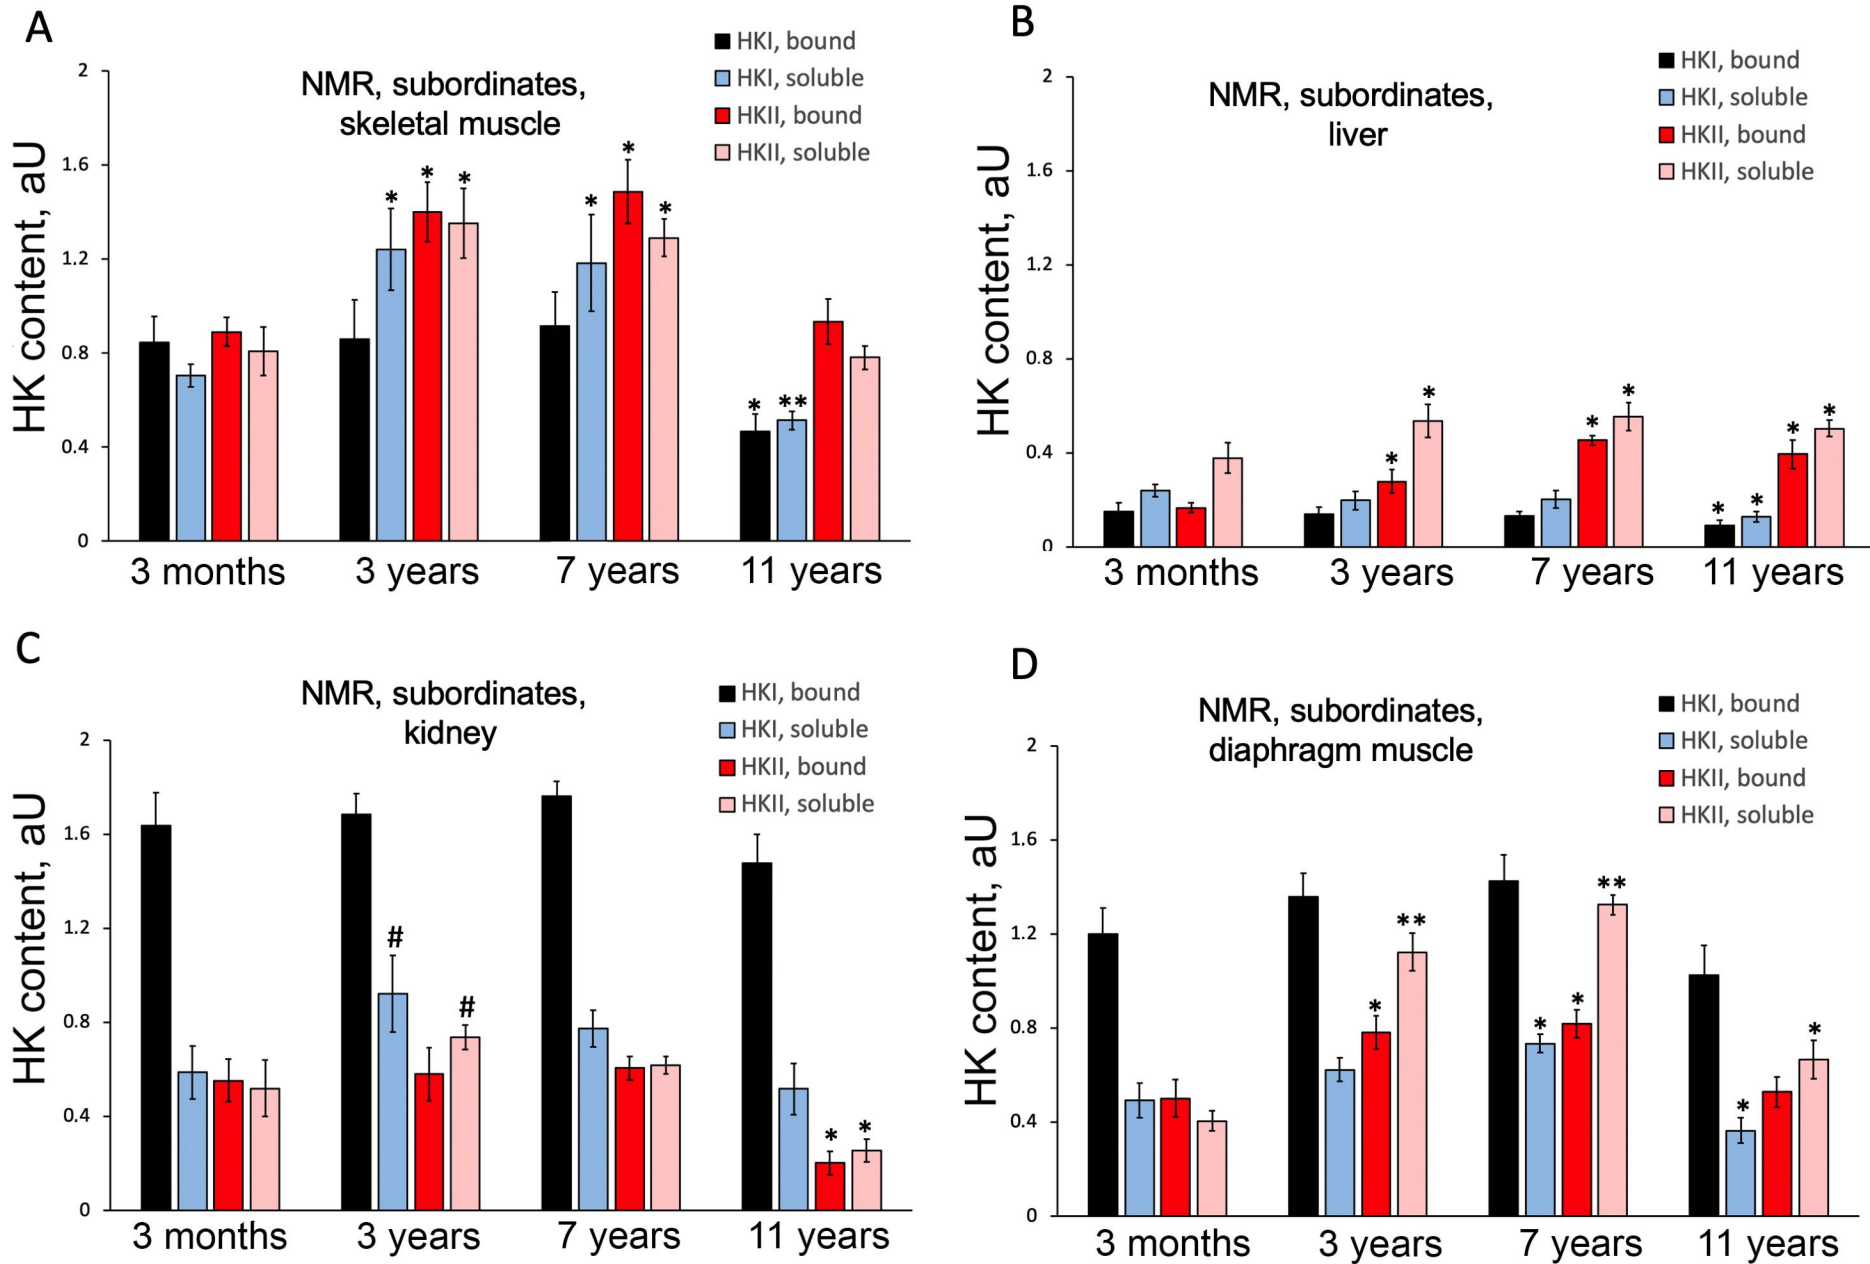 A
NMR, subordinates,
skeletal muscle
HKI, bound
HKI, soluble
HKII, bound
HKII, soluble
HK content, aU
2
1.6
1.2
0.8
0.4
0
*
*
*
*
*
*
*
**
3 months
3 years
7 years
11 years
B
NMR, subordinates,
liver
HKI, bound
HKI, soluble
HKII, bound
HKII, soluble
HK content, aU
2
1.6
1.2
0.8
0.4
0
*
*
*
*
*
*
*
*
3 months
3 years
7 years
11 years
C
NMR, subordinates,
kidney
HKI, bound
HKI, soluble
HKII, bound
HKII, soluble
HK content, aU
2
1.6
1.2
0.8
0.4
0
#
#
*
*
3 months
3 years
7 years
11 years
D
NMR, subordinates,
diaphragm muscle
HKI, bound
HKI, soluble
HKII, bound
HKII, soluble
HK content, aU
2
1.6
1.2
0.8
0.4
0
*
**
*
*
**
*
*
3 months
3 years
7 years
11 years